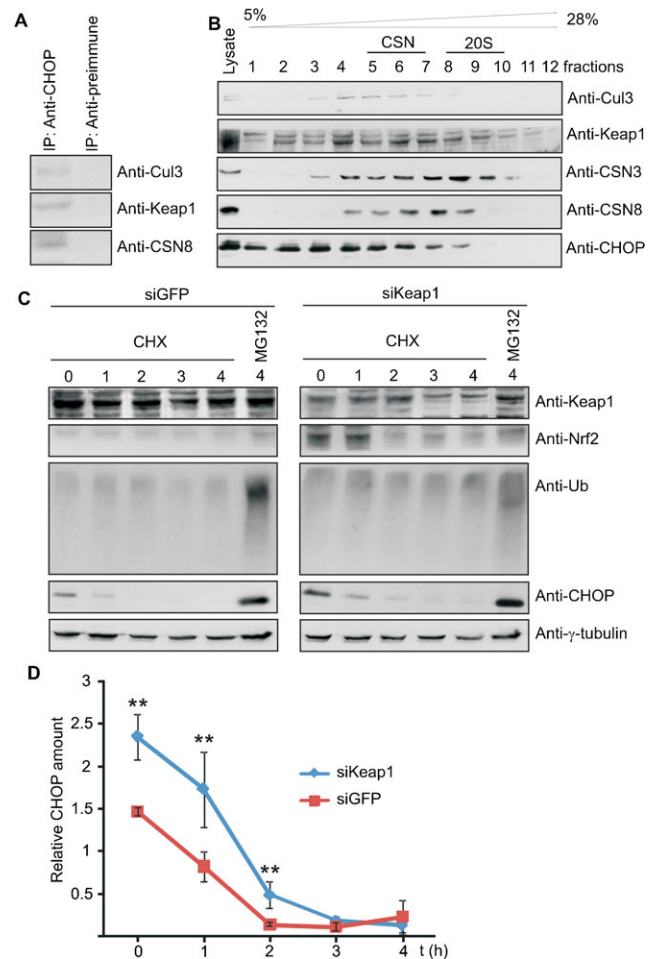 A
IP: Anti-CHOP
IP: Anti-preimmune
Anti-Cul3
Anti-Keap1
Anti-CSN8
B
5%
28%
Lysate
CSN
20S
1 2 3 4 5 6 7 8 9 10 11 12 fractions
Anti-Cul3
Anti-Keap1
Anti-CSN3
Anti-CSN8
Anti-CHOP
C
siGFP
siKeap1
CHX
MG132
CHX
MG132
0 1 2 3 4 4
0 1 2 3 4 4
Anti-Keap1
Anti-Nrf2
Anti-Ub
Anti-CHOP
Anti-γ-tubulin
D
Relative CHOP amount
3
2.5
2
1.5
1
0.5
**
**
**
siKeap1
siGFP
0 1 2 3 4 t (h)